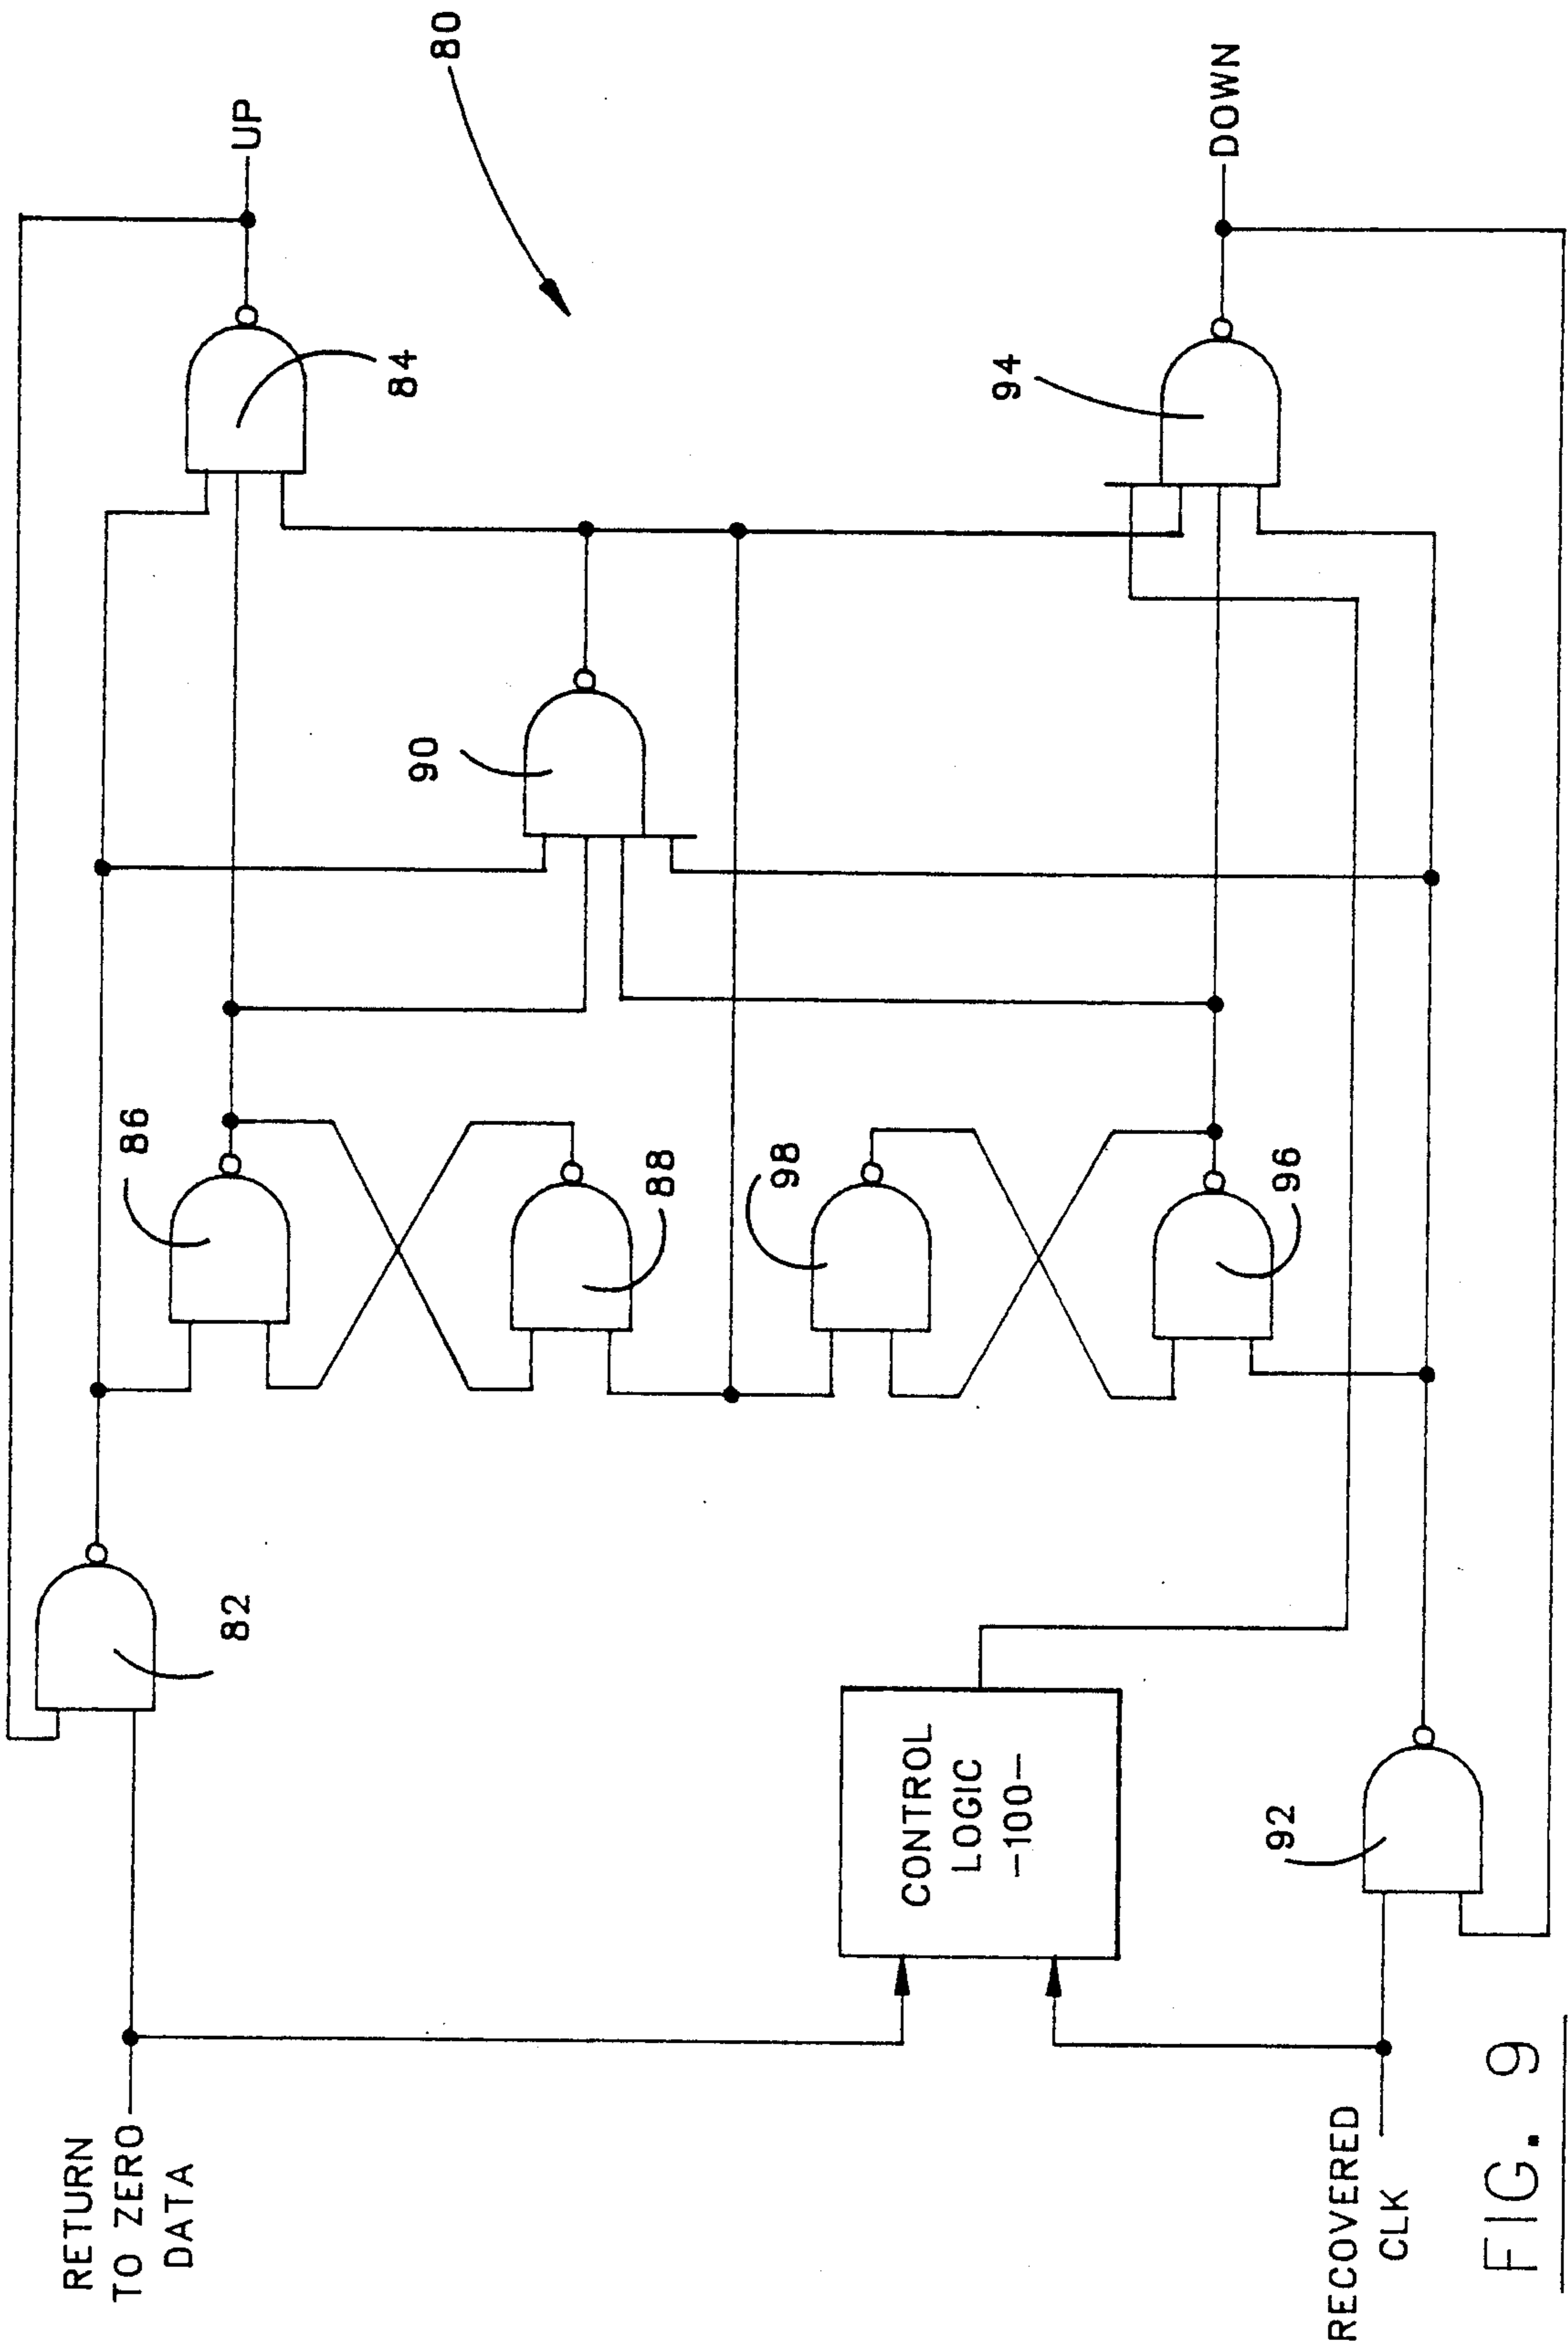 80
UP
84
90
86
88
82
98
96
94
DOWN
RETURN
TO ZERO
DATA
CONTROL
LOGIC
-100-
92
RECOVERED
CLK
FIG. 9